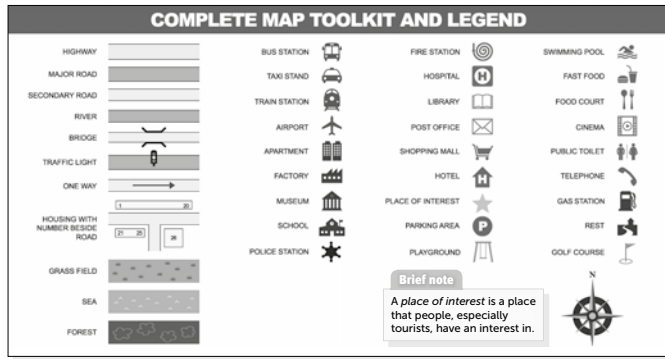 COMPLETE MAP TOOLKIT AND LEGEND
HIGHWAY
MAJOR ROAD
SECONDARY ROAD
RIVER
BRIDGE
TRAFFIC LIGHT
ONE WAY
1 20
HOUSING WITH
NUMBER BESIDE
ROAD
21 25 26
GRASS FIELD
SEA
FOREST
BUS STATION
TAXI STAND
TRAIN STATION
AIRPORT
APARTMENT
FACTORY
MUSEUM
SCHOOL
POLICE STATION
FIRE STATION
HOSPITAL H
LIBRARY
POST OFFICE
SHOPPING MALL
HOTEL H
PLACE OF INTEREST
PARKING AREA P
PLAYGROUND
SWIMMING POOL
FAST FOOD
FOOD COURT
CINEMA
PUBLIC TOILET
TELEPHONE
GAS STATION
REST
GOLF COURSE
Brief note
A place of interest is a place
that people, especially
tourists, have an interest in.
N